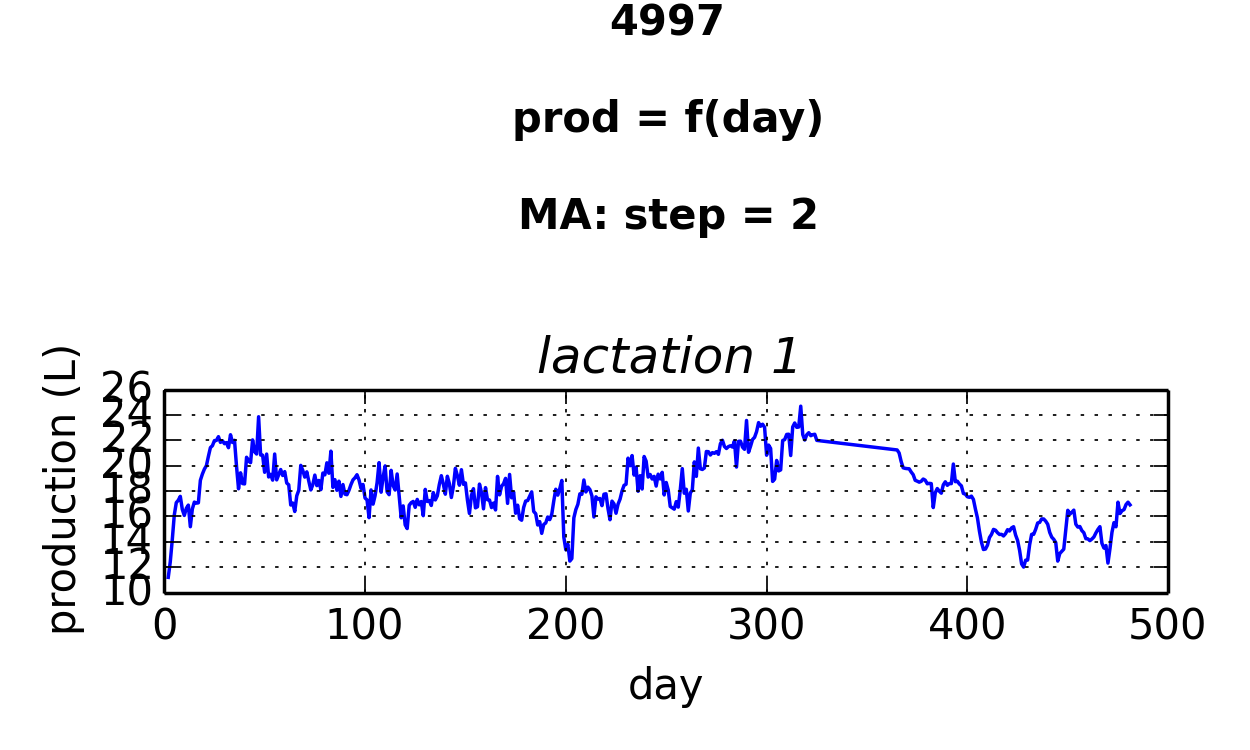 4997
prod = f(day)
MA: step = 2
lactation 1
production (L)
26
24
22
20
18
16
14
12
10
0 100 200 300 400 500
day